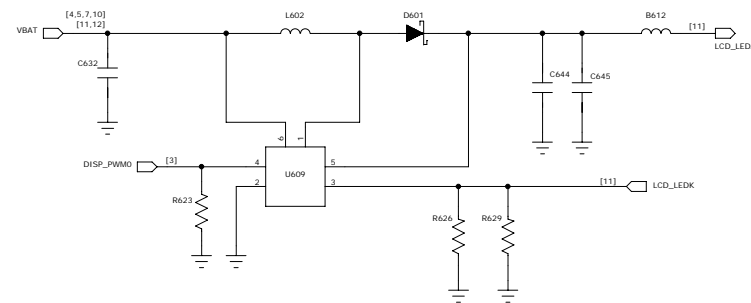 [4,5,7,10]
[11,12]
VBAT
L602
D601
B612
[11]
LCD_LED
C632
C644
C645
6
1
DISP_PWM0
[3]
4
5
U609
2
3
[11]
LCD_LEDK
R623
R626
R629